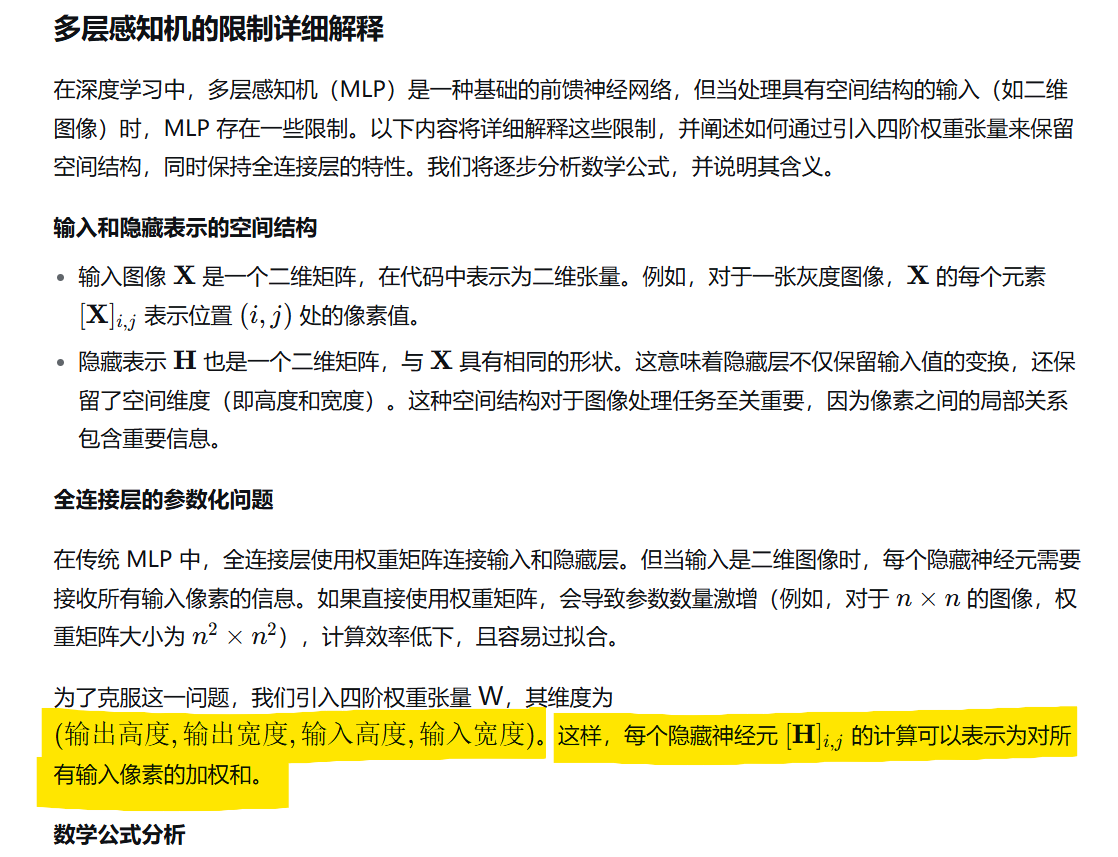 多层感知机的限制详细解释
在深度学习中，多层感知机（MLP）是一种基础的前馈神经网络，但当处理具有空间结构的输入（如二维
图像）时，MLP 存在一些限制。以下内容将详细解释这些限制，并阐述如何通过引入四阶权重张量来保留
空间结构，同时保持全连接层的特性。我们将逐步分析数学公式，并说明其含义。
输入和隐藏表示的空间结构
• 输入图像 X 是一个二维矩阵，在代码中表示为二维张量。例如，对于一张灰度图像，X 的每个元素
[X]i,j 表示位置 (i, j) 处的像素值。
• 隐藏表示 H 也是一个二维矩阵，与 X 具有相同的形状。这意味着隐藏层不仅保留输入值的变换，还保
留了空间维度（即高度和宽度）。这种空间结构对于图像处理任务至关重要，因为像素之间的局部关系
包含重要信息。
全连接层的参数化问题
在传统 MLP 中，全连接层使用权重矩阵连接输入和隐藏层。但当输入是二维图像时，每个隐藏神经元需要
接收所有输入像素的信息。如果直接使用权重矩阵，会导致参数数量激增（例如，对于 n × n 的图像，权
重矩阵大小为 n² × n²），计算效率低下，且容易过拟合。
为了克服这一问题，我们引入四阶权重张量 W，其维度为
(输出高度, 输出宽度, 输入高度, 输入宽度)。这样，每个隐藏神经元 [H]i,j 的计算可以表示为对所
有输入像素的加权和。
数学公式分析